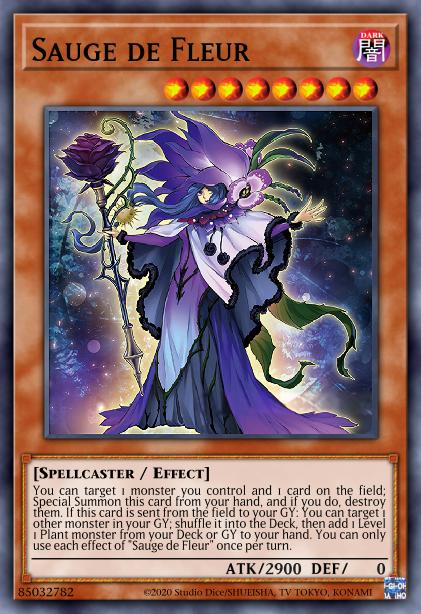 Sauge de Fleur
DARK
闇
[Spellcaster / Effect]
You can target 1 monster you control and 1 card on the field;
Special Summon this card from your hand, and if you do, destroy
them. If this card is sent from the field to your GY: You can target 1
other monster in your GY; shuffle it into the Deck, then add 1 Level
1 Plant monster from your Deck or GY to your hand. You can only
use each effect of "Sauge de Fleur" once per turn.
ATK/2900 DEF/ 0
85032782
©2020 Studio Dice/SHUEISHA, TV TOKYO, KONAMI